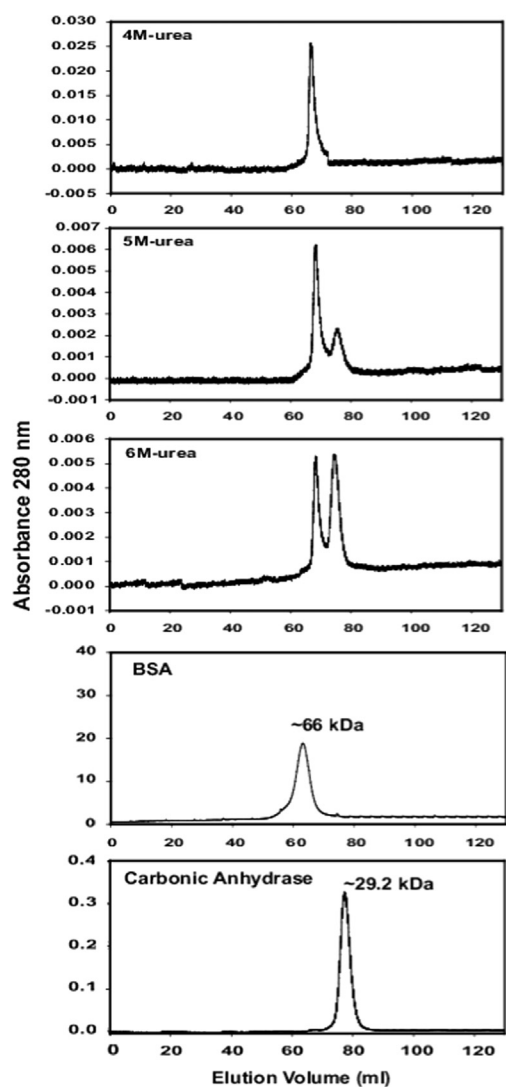 4M-urea
0.030
0.025
0.020
0.015
0.010
0.005
0.000
-0.005
0 20 40 60 80 100 120
5M-urea
0.007
0.006
0.005
0.004
0.003
0.002
0.001
0.000
-0.001
0 20 40 60 80 100 120
6M-urea
0.006
0.005
0.004
0.003
0.002
0.001
0.000
-0.001
0 20 40 60 80 100 120
Absorbance 280 nm
BSA
~66 kDa
40
30
20
10
0
0 20 40 60 80 100 120
Carbonic Anhydrase
~29.2 kDa
0.4
0.3
0.2
0.1
0.0
0 20 40 60 80 100 120
Elution Volume (ml)